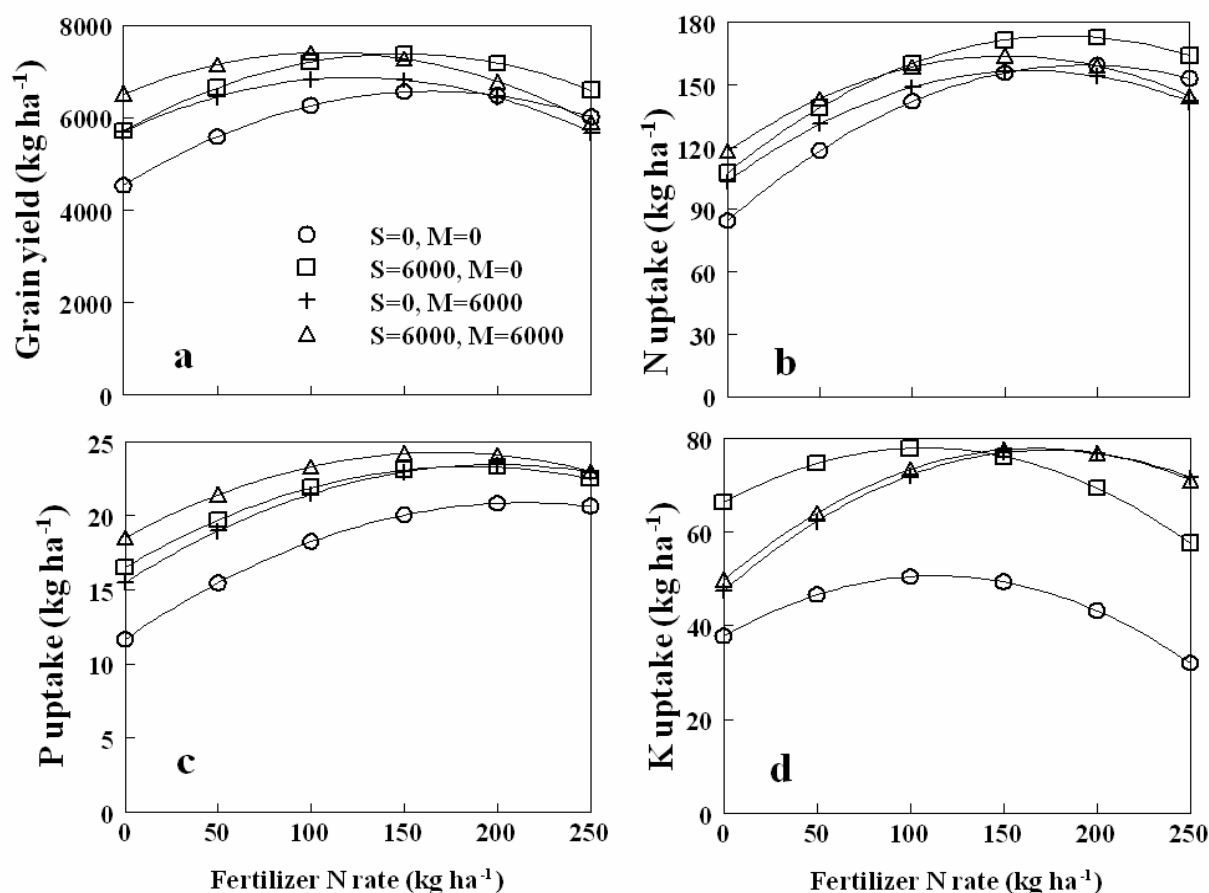 Grain yield (kg ha-1)
8000
6000
4000
2000
0
S=0, M=0
S=6000, M=0
S=0, M=6000
S=6000, M=6000
a
N uptake (kg ha-1)
180
150
120
90
60
30
0
b
P uptake (kg ha-1)
25
20
15
10
5
0
c
0 50 100 150 200 250
Fertilizer N rate (kg ha-1)
K uptake (kg ha-1)
80
60
40
20
0
d
0 50 100 150 200 250
Fertilizer N rate (kg ha-1)